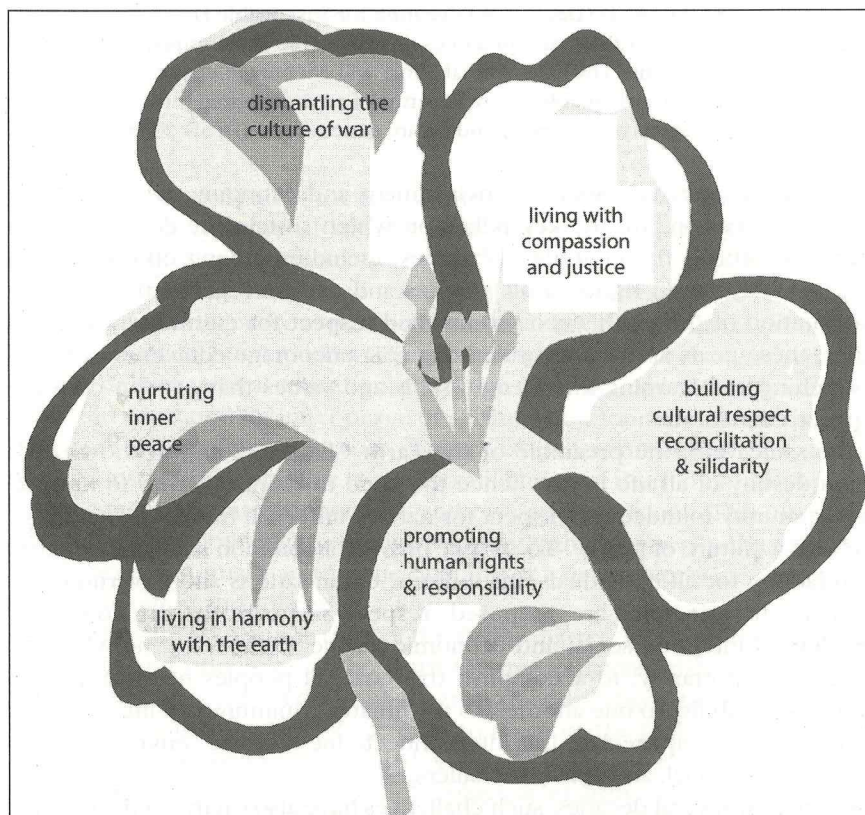 dismantling the
culture of war
living with
compassion
and justice
nurturing
inner
peace
building
cultural respect
reconcilitation
& silidarity
promoting
human rights
& responsibility
living in harmony
with the earth